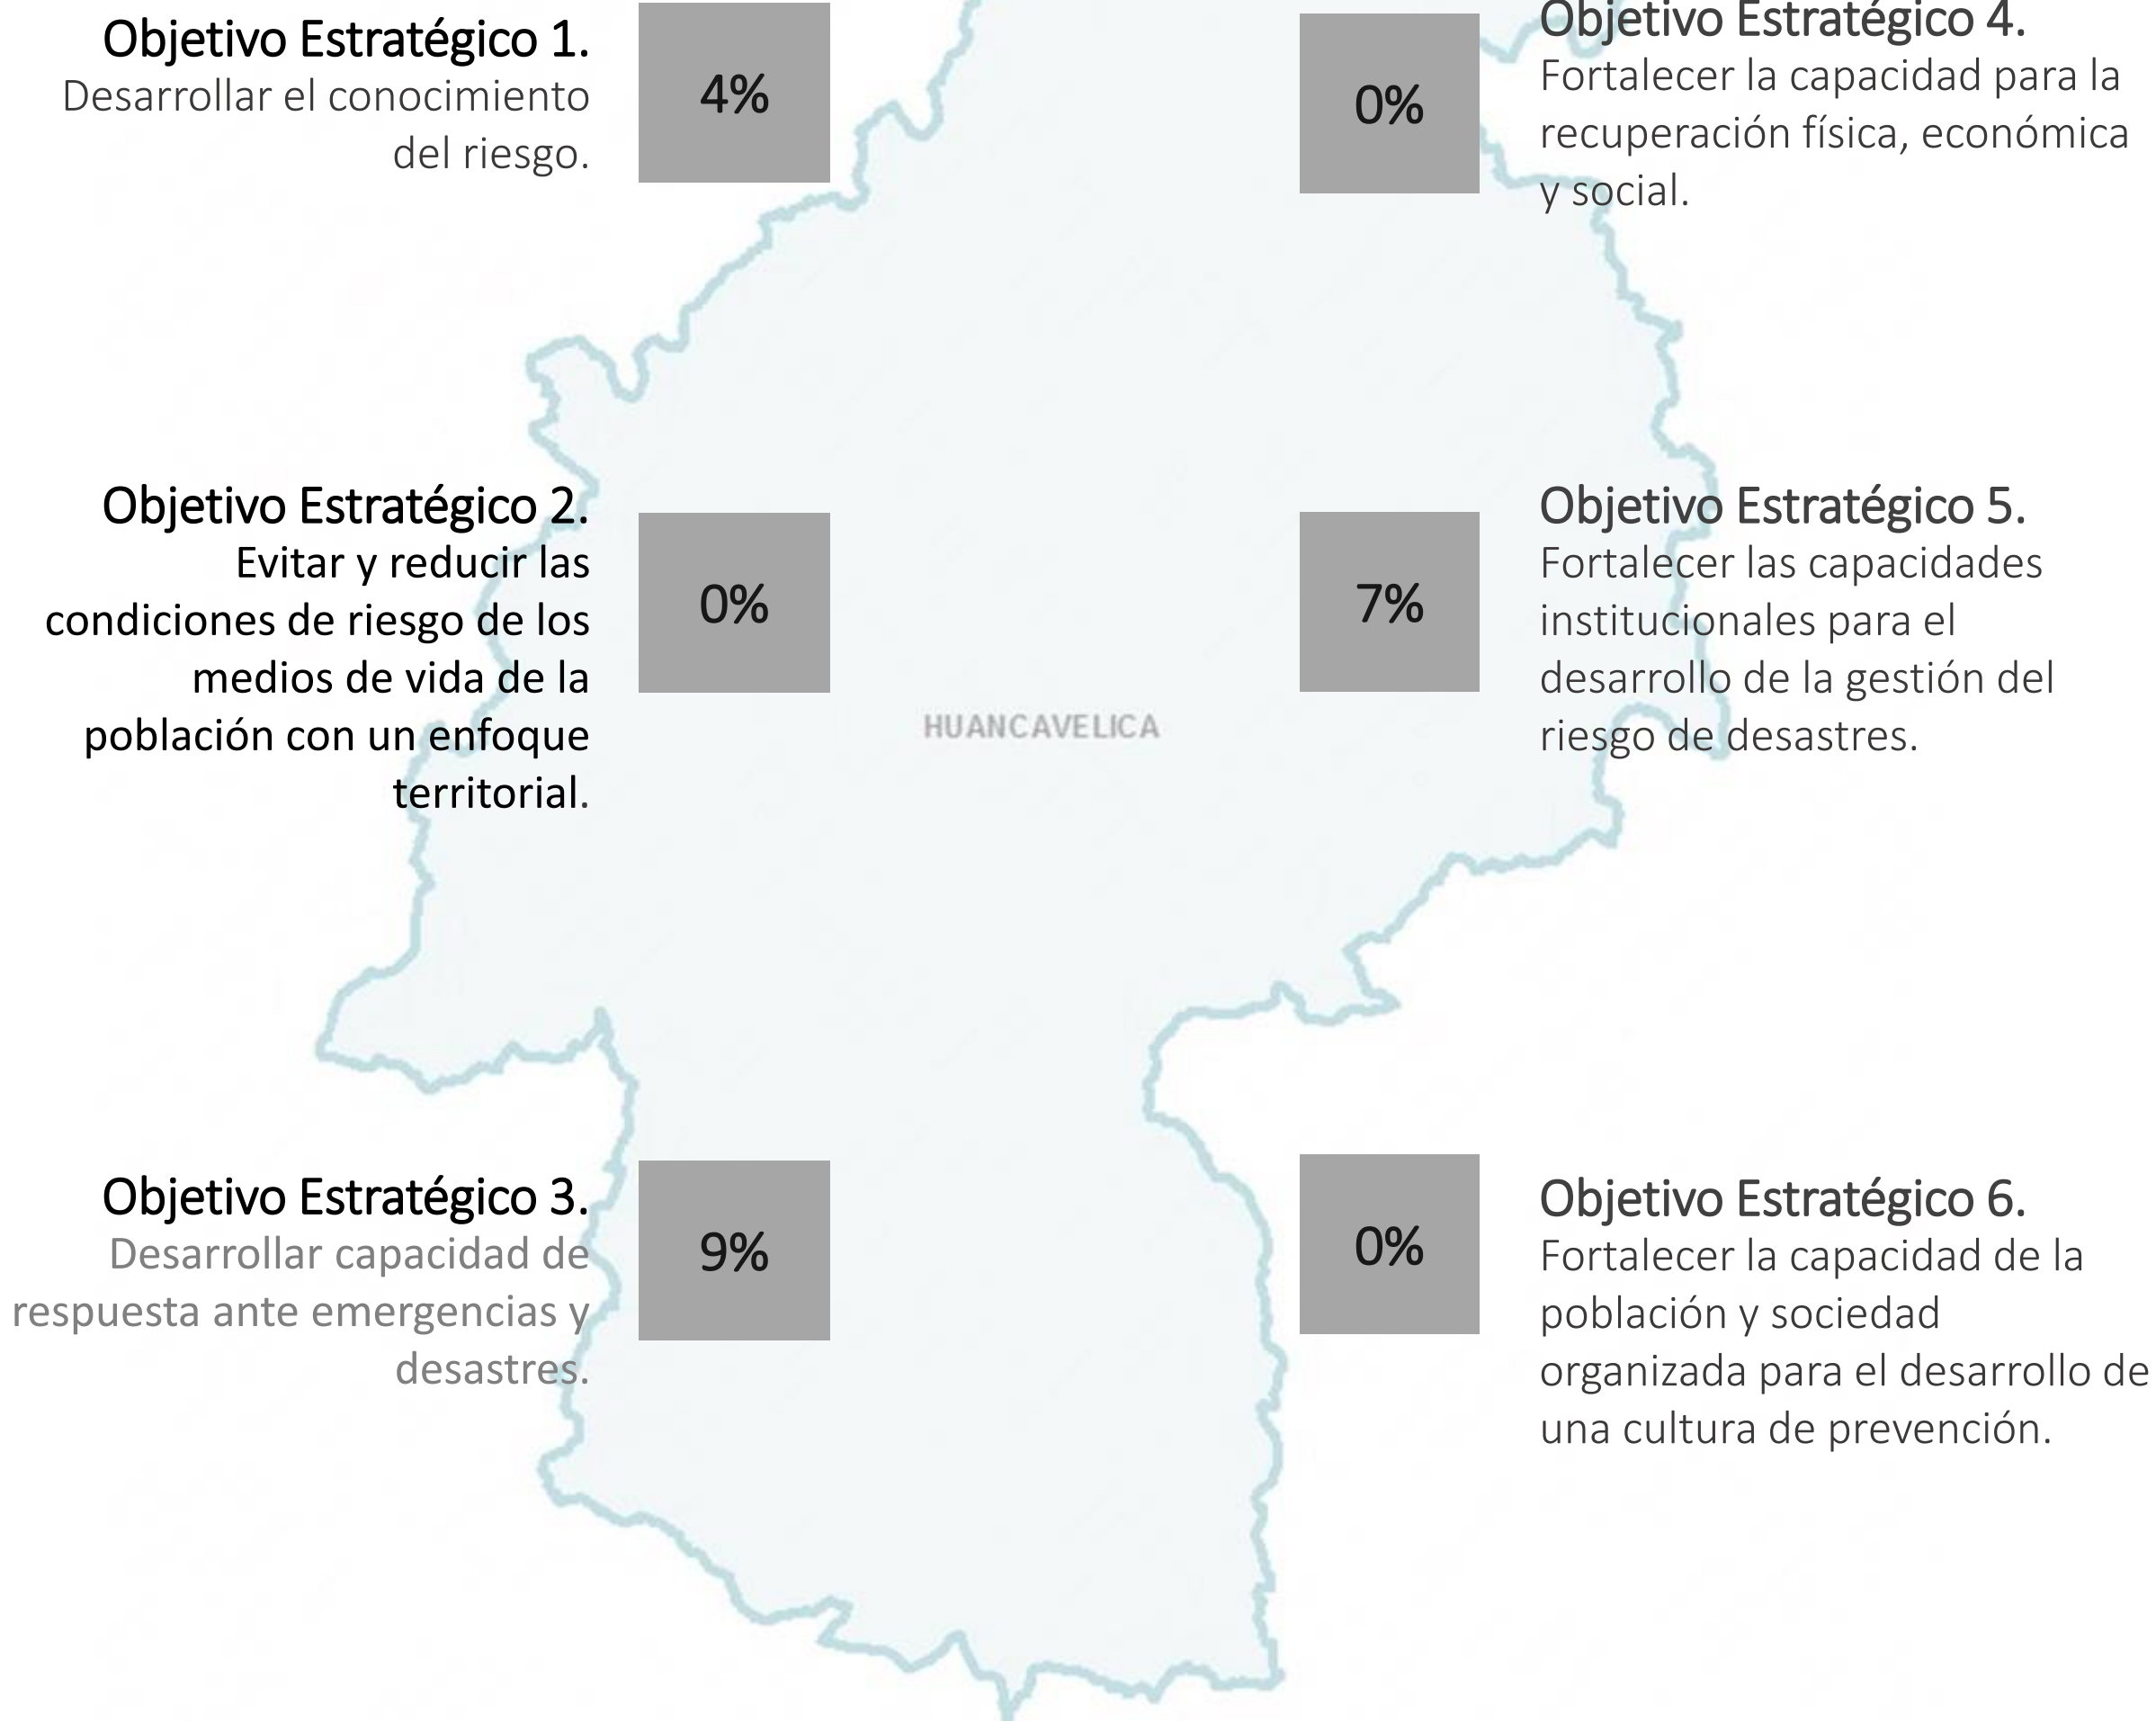 Objetivo Estratégico 1.
Desarrollar el conocimiento
del riesgo.
4%
Objetivo Estratégico 2.
Evitar y reducir las
condiciones de riesgo de los
medios de vida de la
población con un enfoque
territorial.
0%
Objetivo Estratégico 3.
Desarrollar capacidad de
respuesta ante emergencias y
desastres.
9%
HUANCAVELICA
0%
Objetivo Estratégico 4.
Fortalecer la capacidad para la
recuperación física, económica
y social.
7%
Objetivo Estratégico 5.
Fortalecer las capacidades
institucionales para el
desarrollo de la gestión del
riesgo de desastres.
0%
Objetivo Estratégico 6.
Fortalecer la capacidad de la
población y sociedad
organizada para el desarrollo de
una cultura de prevención.